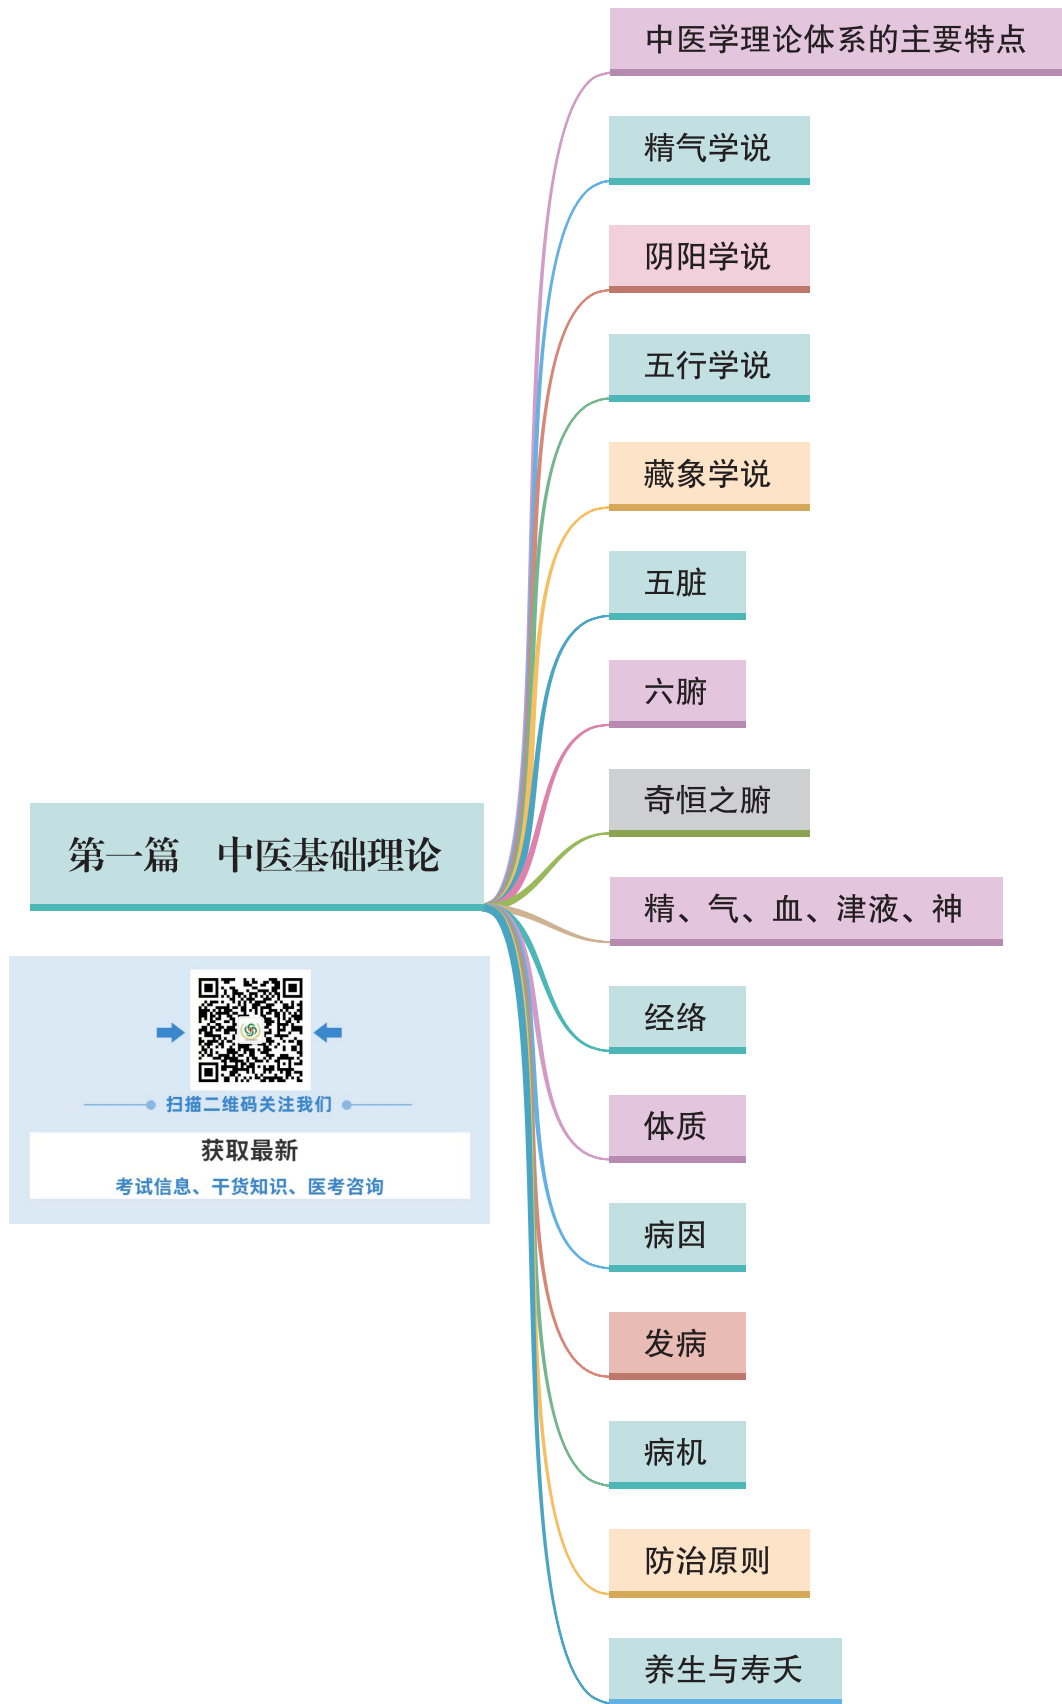 中医学理论体系的主要特点
精气学说
阴阳学说
五行学说
藏象学说
五脏
六腑
奇恒之腑
第一篇　中医基础理论
精、气、血、津液、神
经络
体质
病因
发病
病机
防治原则
养生与寿夭
扫描二维码关注我们
获取最新
考试信息、干货知识、医考咨询